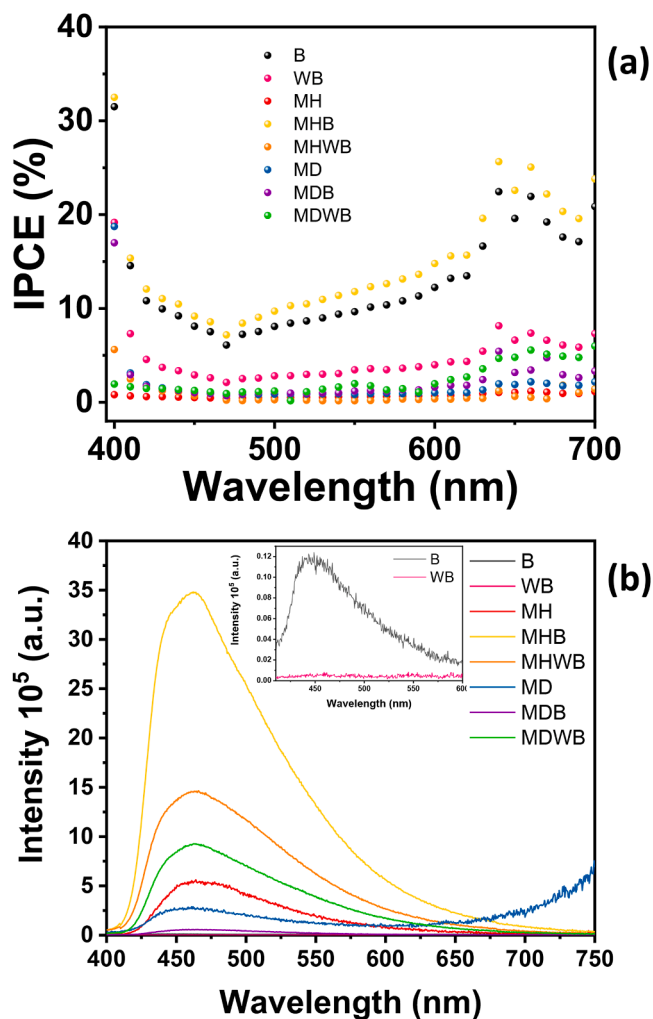 (a)
IPCE (%)
40
30
20
10
0
B
WB
MH
MHB
MHWB
MD
MDB
MDWB
400 500 600 700
Wavelength (nm)
(b)
Intensity 10⁵ (a.u.)
40
35
30
25
20
15
10
5
0
Intensity 10⁵ (a.u.)
0.12
0.10
0.08
0.06
0.04
0.02
0.00
B
WB
450 500 550 600
Wavelength (nm)
B
WB
MH
MHB
MHWB
MD
MDB
MDWB
400 450 500 550 600 650 700 750
Wavelength (nm)